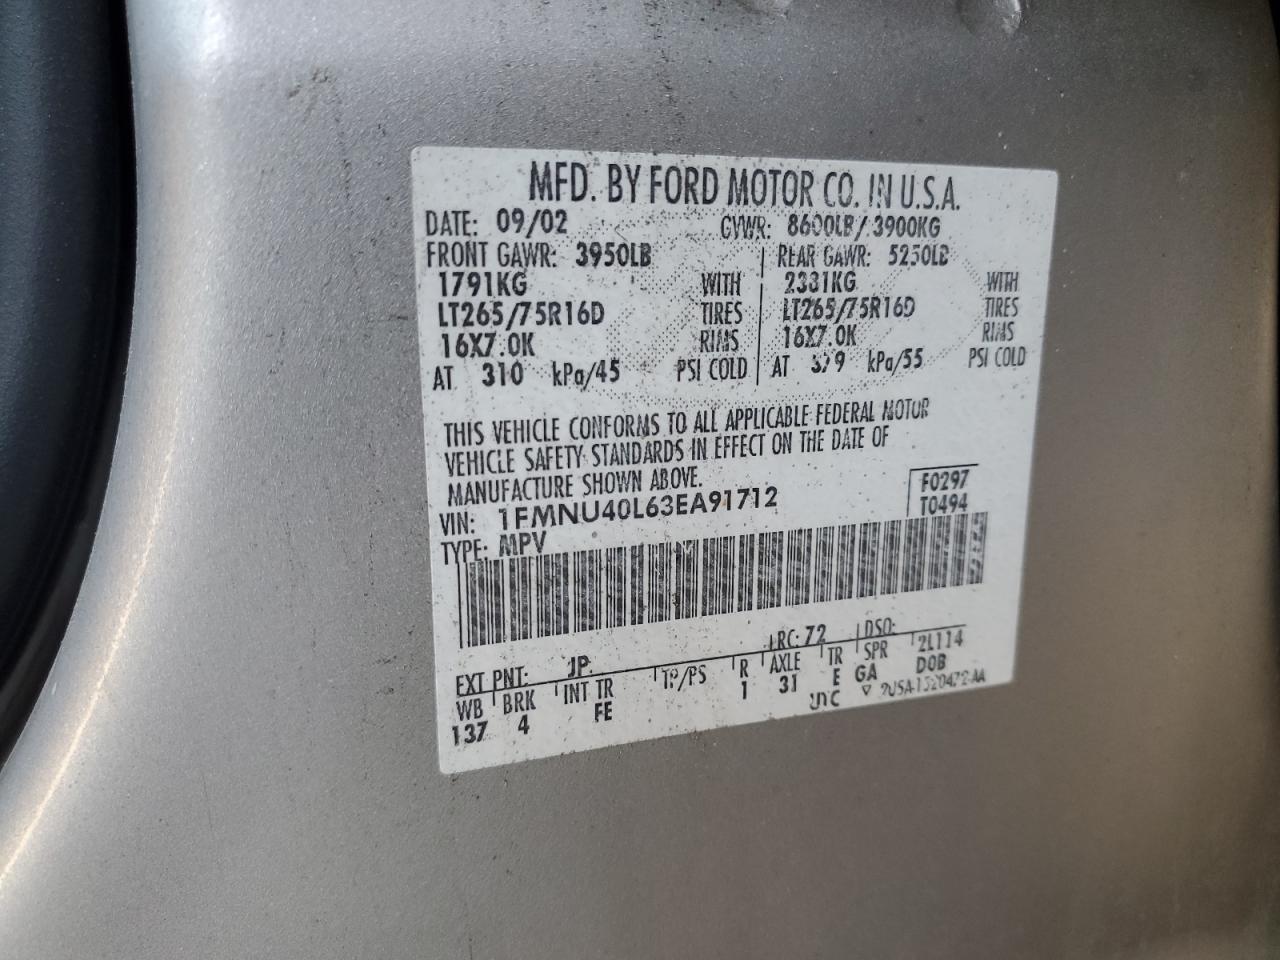 MFD. BY FORD MOTOR CO. IN U.S.A.
DATE: 09/02 GVWR: 8600LB/ 3900KG
FRONT GAWR: 3950LB REAR GAWR: 5250LB
1791KG WITH 2381KG WITH
LT265/75R16D TIRES LT265/75R16D TIRES
16X7.0K RIMS 16X7.0K RIMS
AT 310 kPa/45 PSI COLD AT 379 kPa/55 PSI COLD
THIS VEHICLE CONFORMS TO ALL APPLICABLE FEDERAL MOTOR
VEHICLE SAFETY STANDARDS IN EFFECT ON THE DATE OF
MANUFACTURE SHOWN ABOVE.
VIN: 1FMNU40L63EA91712
F0297
T0494
TYPE: MPV
EXT PNT: JP RC: 72 DSO:
WB BRK INT TR TP/PS R AXLE TR SPR 2L114
137 4 FE 1 31 E GA DOB
UTC